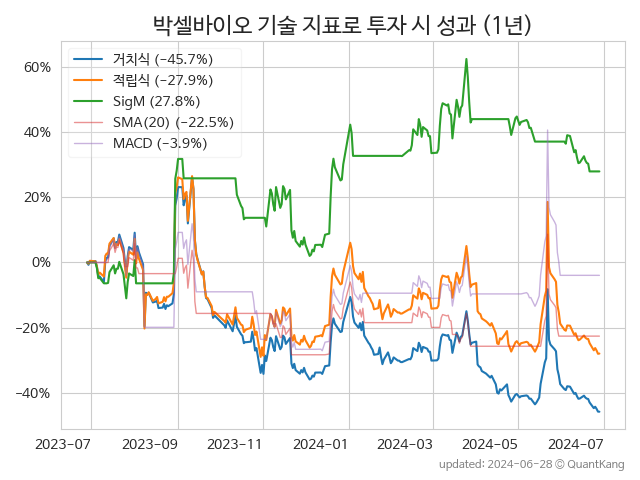 박셀바이오 기술 지표로 투자 시 성과 (1년)
거치식 (−45.7%)
적립식 (−27.9%)
SigM (27.8%)
SMA(20) (−22.5%)
MACD (−3.9%)
60%
40%
20%
0%
−20%
−40%
2023-07 2023-09 2023-11 2024-01 2024-03 2024-05 2024-07
updated: 2024-06-28 © QuantKang